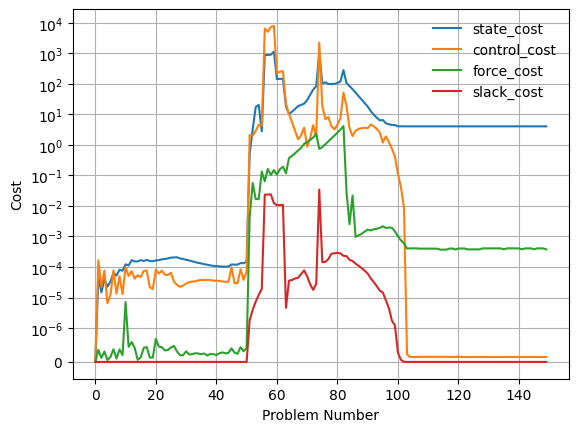 10⁴
10³
10²
10¹
10⁰
10⁻¹
10⁻²
10⁻³
10⁻⁴
10⁻⁵
10⁻⁶
0
Cost
state_cost
control_cost
force_cost
slack_cost
0 20 40 60 80 100 120 140
Problem Number